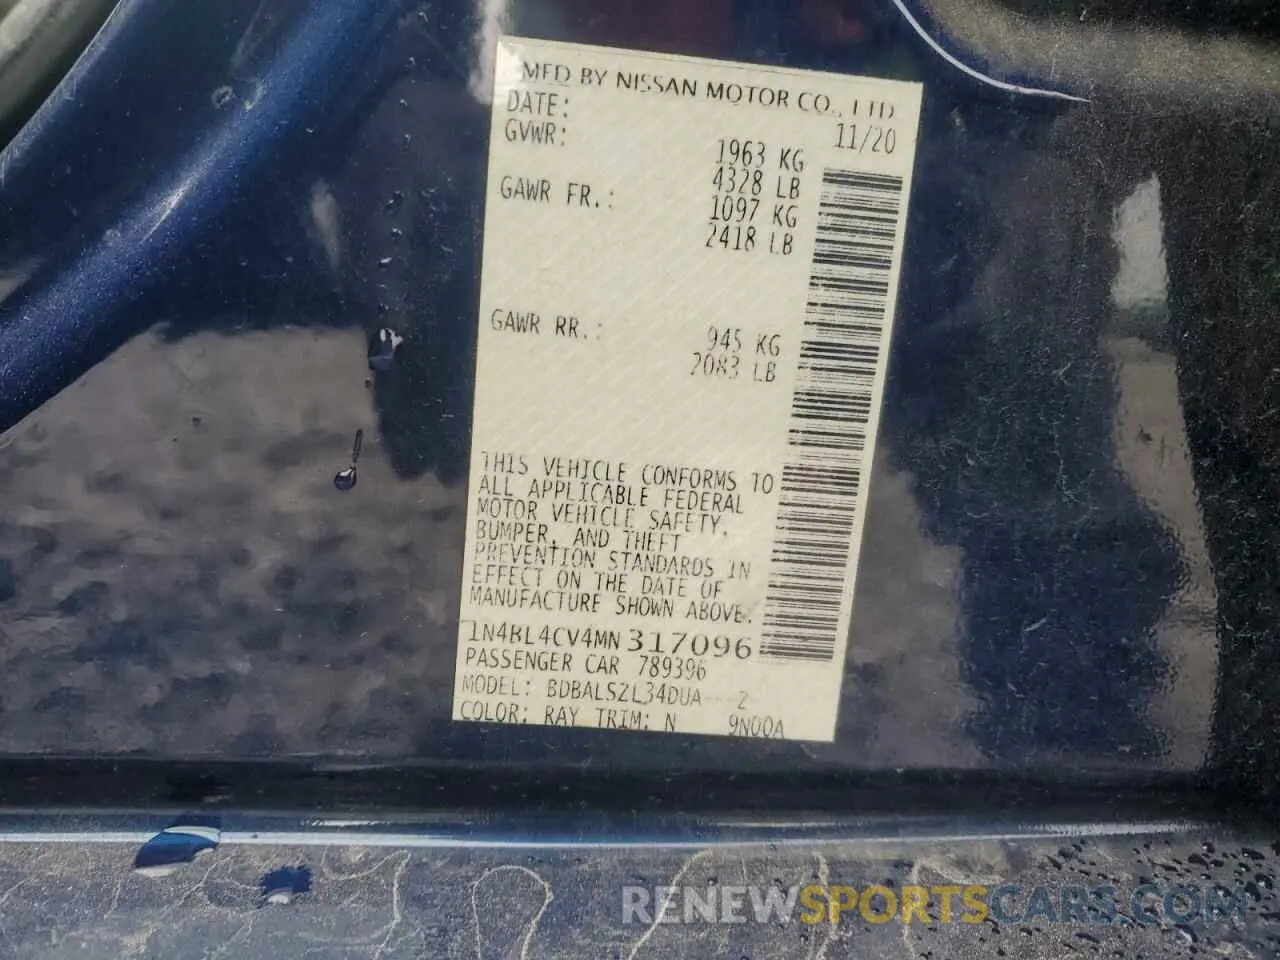 MFD BY NISSAN MOTOR CO., LTD
DATE: 11/20
GVWR: 1963 KG
4328 LB
GAWR FR.: 1097 KG
2418 LB
GAWR RR.: 945 KG
2083 LB
THIS VEHICLE CONFORMS TO
ALL APPLICABLE FEDERAL
MOTOR VEHICLE SAFETY,
BUMPER, AND THEFT
PREVENTION STANDARDS IN
EFFECT ON THE DATE OF
MANUFACTURE SHOWN ABOVE.
1N4BL4CV4MN317096
PASSENGER CAR 789396
MODEL: BDBALSZL34DUA---Z
COLOR: RAY TRIM: N 9N00A
RENEWSPORTSCARS.COM